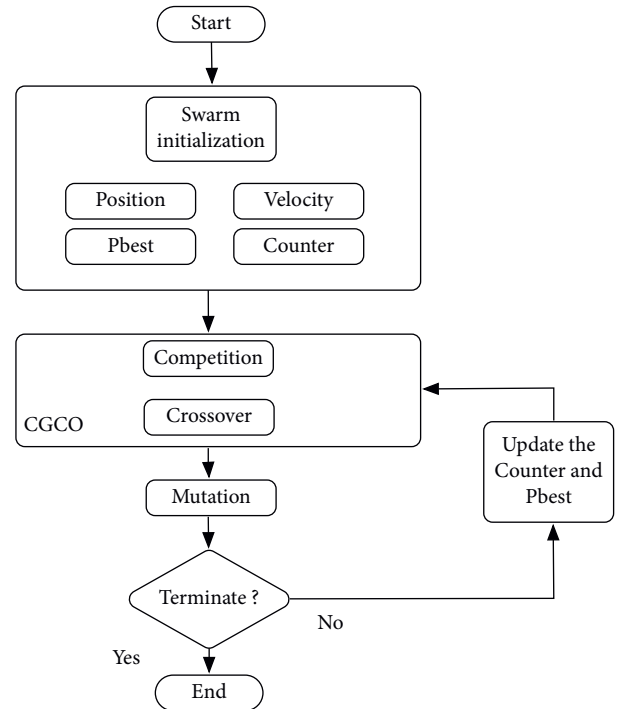 Start
Swarm
initialization
Position
Velocity
Pbest
Counter
Competition
Crossover
CGCO
Update the
Counter and
Pbest
Mutation
Terminate ?
No
Yes
End